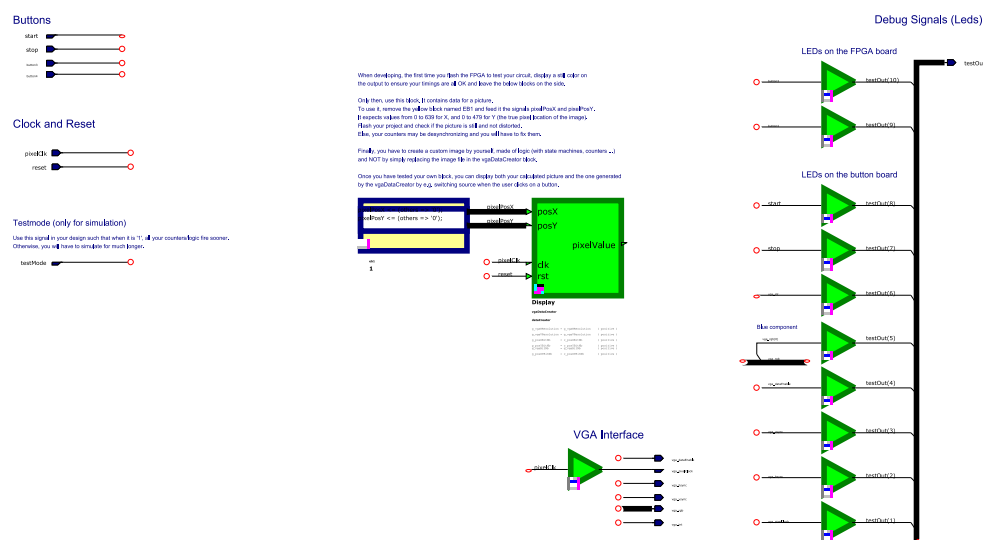 Buttons
Debug Signals (Leds)
start
stop
LEDs on the FPGA board
testOut(10)
testOu
When developing, the first time you flash the FPGA to test your circuit, display a still color on
the output to ensure your timings are all OK and leave the below blocks on the side.
Only then, use this block. It contains data for a picture.
To use it, remove the yellow block named EB1 and feed it the signals pixelPosX and pixelPosY.
It expects values from 0 to 639 for X, and 0 to 479 for Y (the true pixel location of the image).
Flash your project and check if the picture is still and not distorted.
Else, your counters may be desynchronizing and you will have to fix them.
Finally, you have to create a custom image by yourself, made of logic (with state machines, counters ...)
and NOT by simply replacing the image file in the vgaDataCreator block.
Once you have tested your own block, you can display both your calculated picture and the one generated
by the vgaDataCreator by e.g. switching source when the user clicks on a button.
Clock and Reset
pixelClk
reset
testOut(9)
LEDs on the button board
start
testOut(8)
Testmode (only for simulation)
Use this signal in your design such that when it is '1', all your counters/logic fire sooner.
Otherwise, you will have to simulate for much longer.
testMode
pixelPosX
pixelPosY <= (others => '0');
pixelPosY
posX
posY
pixelValue
pixelClk
clk
reset
rst
1
Display
vgaDataCreator
dataCreator
stop
testOut(7)
testOut(6)
Blue component
testOut(5)
testOut(4)
testOut(3)
testOut(2)
testOut(1)
VGA Interface
pixelClk